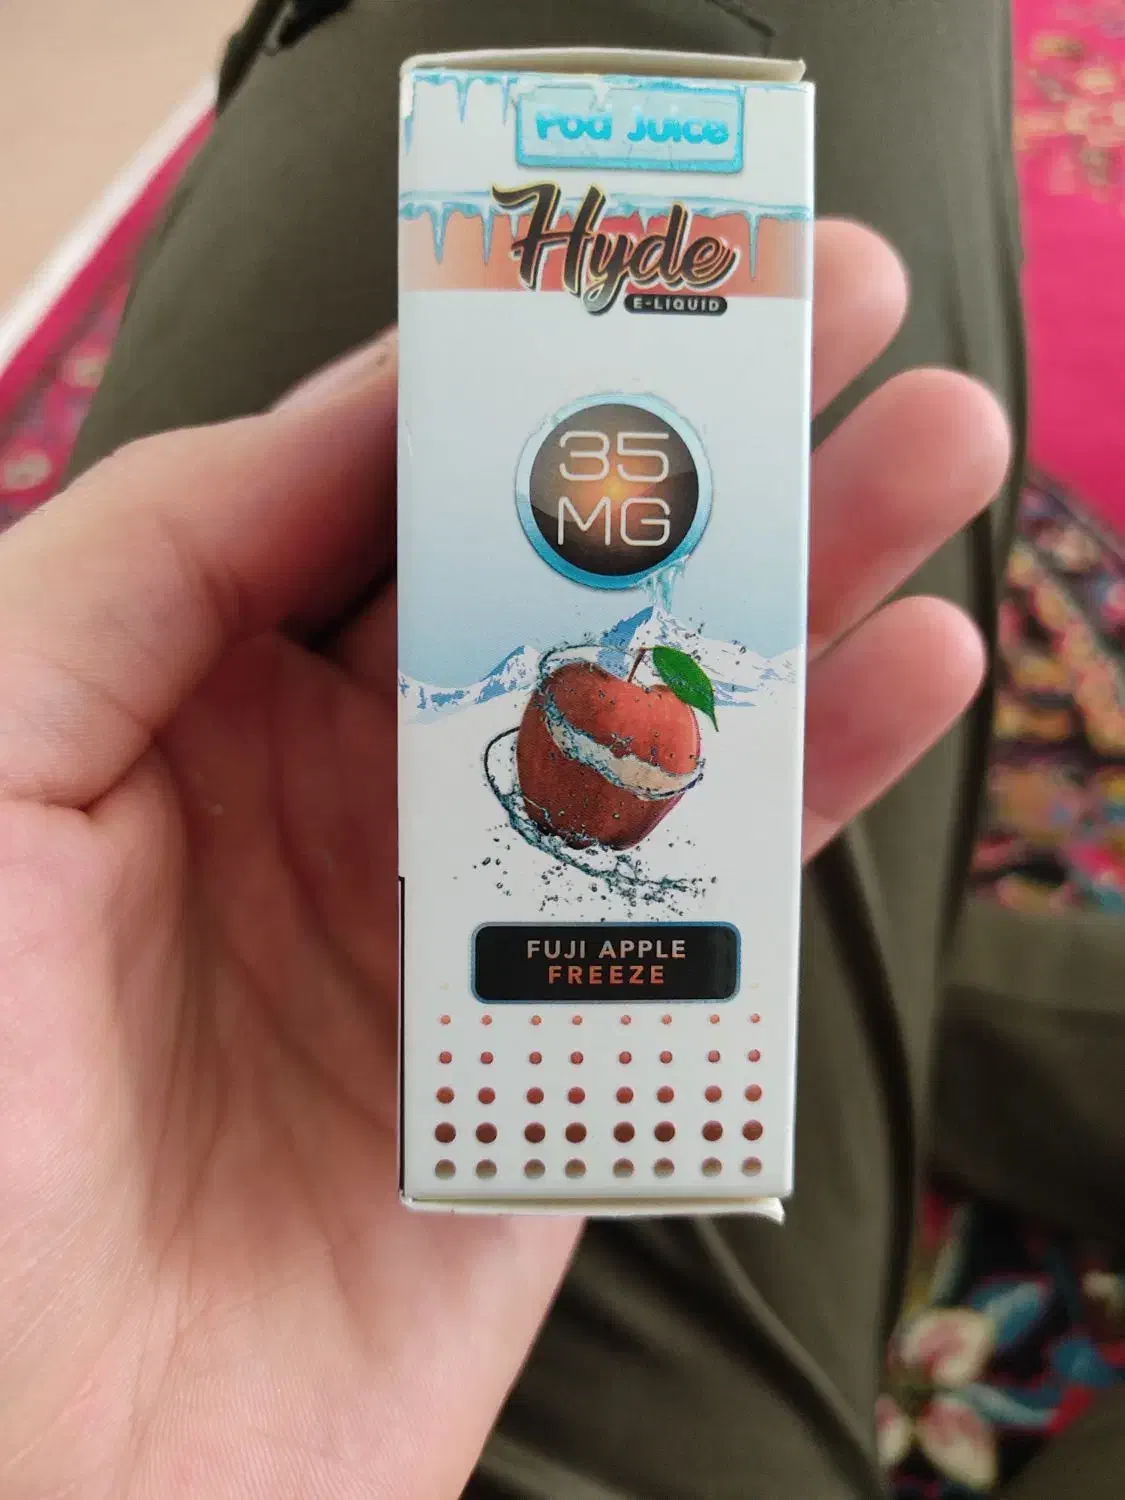 Pod Juice
Hyde
E-LIQUID
35
MG
FUJI APPLE
FREEZE